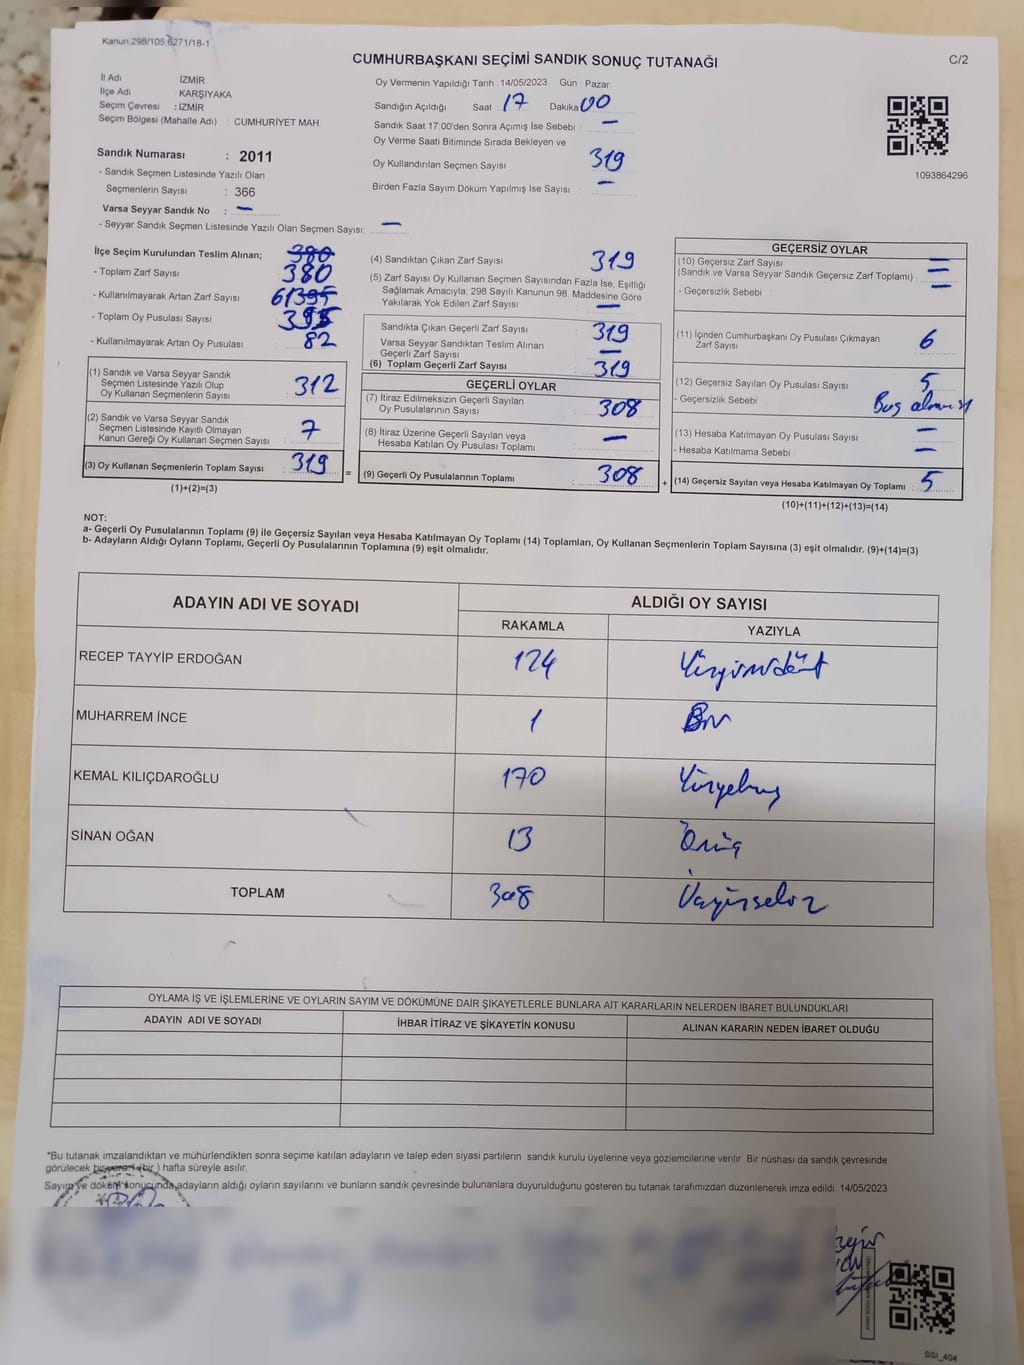 Kanun:298/105,6271/18-1
CUMHURBAŞKANI SEÇİMİ SANDIK SONUÇ TUTANAĞI
C/2
İl Adı : İZMİR
İlçe Adı : KARŞIYAKA
Seçim Çevresi : İZMİR
Seçim Bölgesi (Mahalle Adı) : CUMHURİYET MAH
Sandık Numarası : 2011
- Sandık Seçmen Listesinde Yazılı Olan
Seçmenlerin Sayısı : 366
Varsa Seyyar Sandık No : —
- Seyyar Sandık Seçmen Listesinde Yazılı Olan Seçmen Sayısı: —
Oy Vermenin Yapıldığı Tarih : 14/05/2023 Gün : Pazar
Sandığın Açıldığı Saat 17 Dakika 00
Sandık Saat 17.00'den Sonra Açımış İse Sebebi : —
Oy Verme Saati Bitiminde Sırada Bekleyen ve
Oy Kullandırılan Seçmen Sayısı 319
Birden Fazla Sayım Döküm Yapılmış İse Sayısı : —
1093864296
İlçe Seçim Kurulundan Teslim Alınan; 380
- Toplam Zarf Sayısı 380
- Kullanılmayarak Artan Zarf Sayısı 61 395
- Toplam Oy Pusulası Sayısı : 395
- Kullanılmayarak Artan Oy Pusulası : 82
(1) Sandık ve Varsa Seyyar Sandık
Seçmen Listesinde Yazılı Olup
Oy Kullanan Seçmenlerin Sayısı : 312
(2) Sandık ve Varsa Seyyar Sandık
Seçmen Listesinde Kayıtlı Olmayan
Kanun Gereği Oy Kullanan Seçmen Sayısı : 7
(3) Oy Kullanan Seçmenlerin Toplam Sayısı : 319
(1)+(2)=(3)
(4) Sandıktan Çıkan Zarf Sayısı : 319
(5) Zarf Sayısı Oy Kullanan Seçmen Sayısından Fazla İse, Eşitliği
Sağlamak Amacıyla; 298 Sayılı Kanunun 98. Maddesine Göre
Yakılarak Yok Edilen Zarf Sayısı : —
Sandıkta Çıkan Geçerli Zarf Sayısı : 319
Varsa Seyyar Sandıktan Teslim Alınan
Geçerli Zarf Sayısı : —
(6) Toplam Geçerli Zarf Sayısı : 319
GEÇERLİ OYLAR
(7) İtiraz Edilmeksizin Geçerli Sayılan
Oy Pusulalarının Sayısı : 308
(8) İtiraz Üzerine Geçerli Sayılan veya
Hesaba Katılan Oy Pusulası Toplamı : —
= (9) Geçerli Oy Pusulalarının Toplamı : 308 +
GEÇERSİZ OYLAR
(10) Geçersiz Zarf Sayısı
(Sandık ve Varsa Seyyar Sandık Geçersiz Zarf Toplamı) : —
- Geçersizlik Sebebi : —
(11) İçinden Cumhurbaşkanı Oy Pusulası Çıkmayan
Zarf Sayısı : 6
(12) Geçersiz Sayılan Oy Pusulası Sayısı : 5
- Geçersizlik Sebebi : Boş
(13) Hesaba Katılmayan Oy Pusulası Sayısı : —
- Hesaba Katılmama Sebebi : —
(14) Geçersiz Sayılan veya Hesaba Katılmayan Oy Toplamı : 5
(10)+(11)+(12)+(13)=(14)
NOT:
a- Geçerli Oy Pusulalarının Toplamı (9) ile Geçersiz Sayılan veya Hesaba Katılmayan Oy Toplamı (14) Toplamları, Oy Kullanan Seçmenlerin Toplam Sayısına (3) eşit olmalıdır. (9)+(14)=(3)
b- Adayların Aldığı Oyların Toplamı, Geçerli Oy Pusulalarının Toplamına (9) eşit olmalıdır.
ADAYIN ADI VE SOYADI ALDIĞI OY SAYISI
RAKAMLA YAZIYLA
RECEP TAYYİP ERDOĞAN 124 Yüzyirmidört
MUHARREM İNCE 1 Bir
KEMAL KILIÇDAROĞLU 170 Yüzyetmiş
SİNAN OĞAN 13 Onüç
TOPLAM 308 Üçyüzsekiz
OYLAMA İŞ VE İŞLEMLERİNE VE OYLARIN SAYIM VE DÖKÜMÜNE DAİR ŞİKAYETLERLE BUNLARA AİT KARARLARIN NELERDEN İBARET BULUNDUKLARI
ADAYIN ADI VE SOYADI İHBAR İTİRAZ VE ŞİKAYETİN KONUSU ALINAN KARARIN NEDEN İBARET OLDUĞU
*Bu tutanak imzalandıktan ve mühürlendikten sonra seçime katılan adayların ve talep eden siyasi partilerin sandık kurulu üyelerine veya gözlemcilerine verilir. Bir nüshası da sandık çevresinde
görülecek bir yere 1 (bir ) hafta süreyle asılır.
Sayım ve döküm sonucunda adayların aldığı oyların sayılarını ve bunların sandık çevresinde bulunanlara duyurulduğunu gösteren bu tutanak tarafımızdan düzenlenerek imza edildi. 14/05/2023
SSI_404